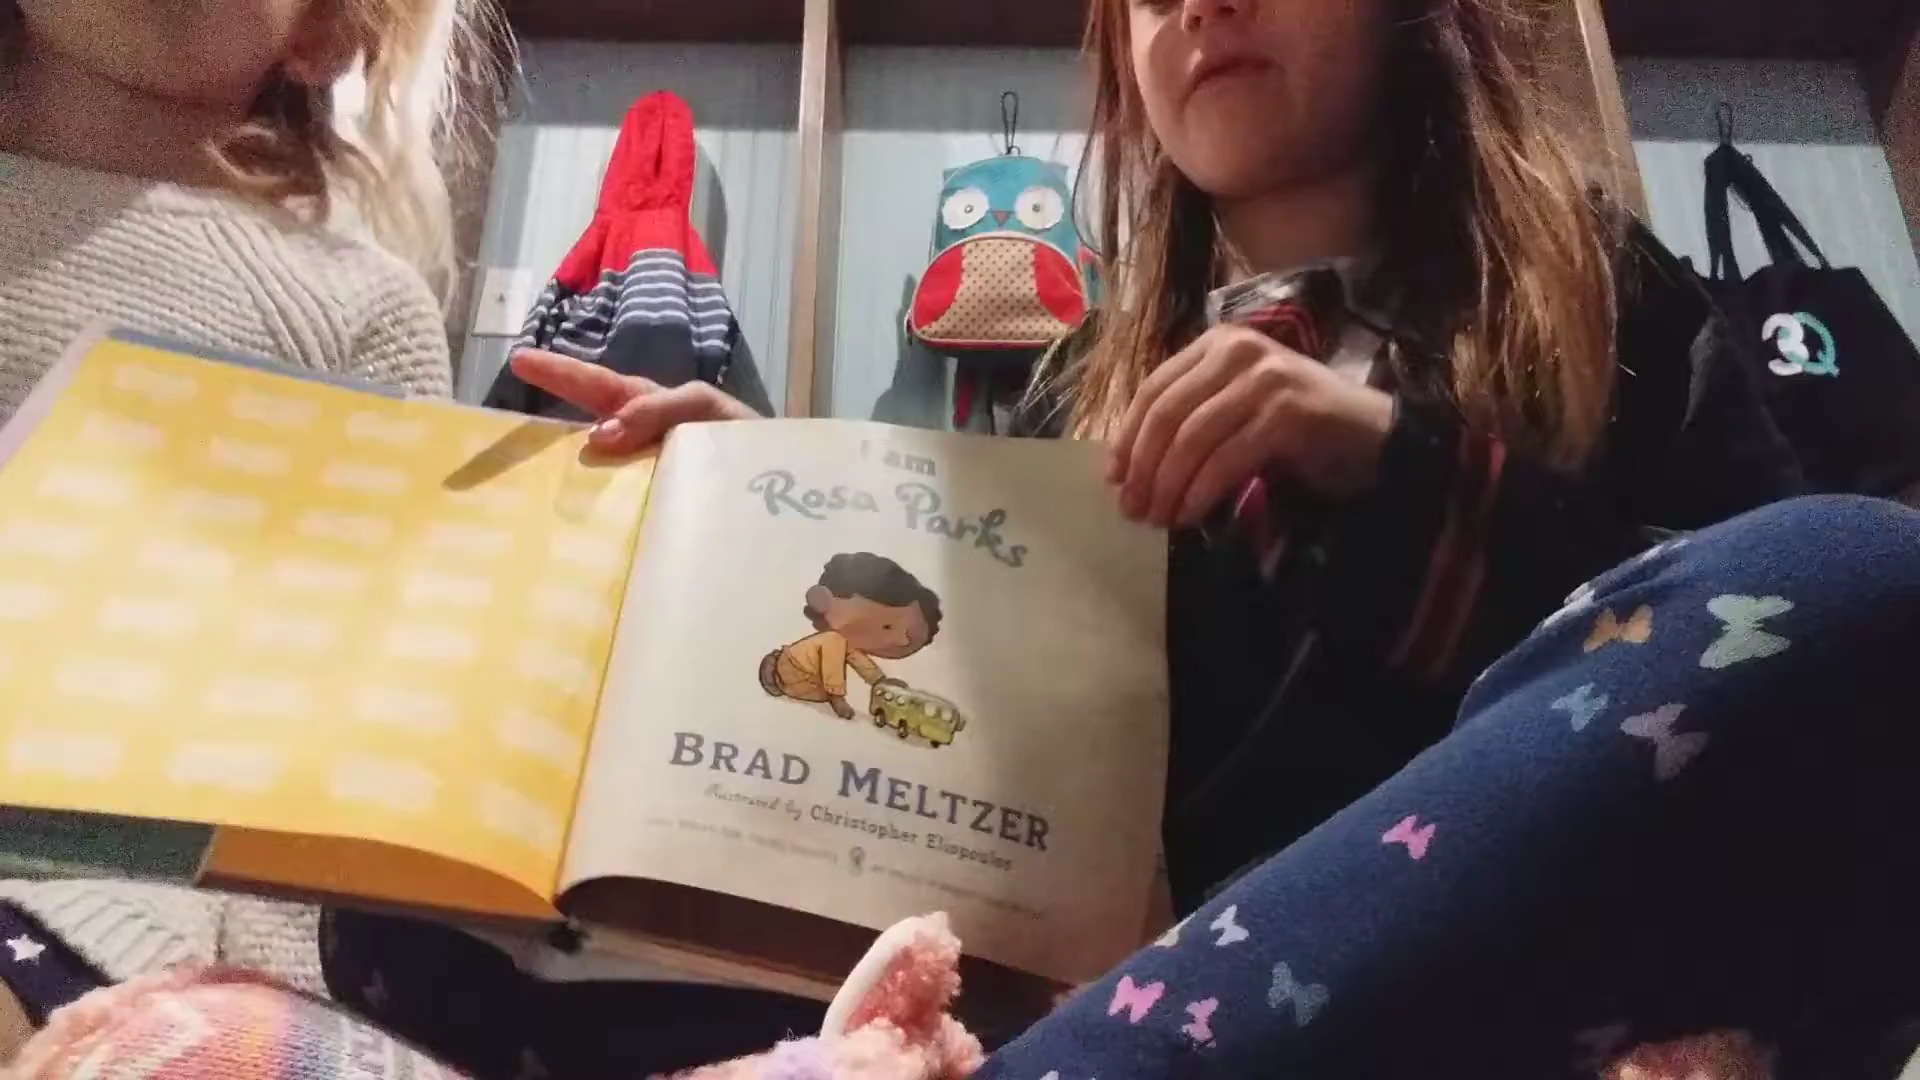 I am
Rosa Parks
BRAD MELTZER
illustrated by Christopher Eliopoulos
3Q